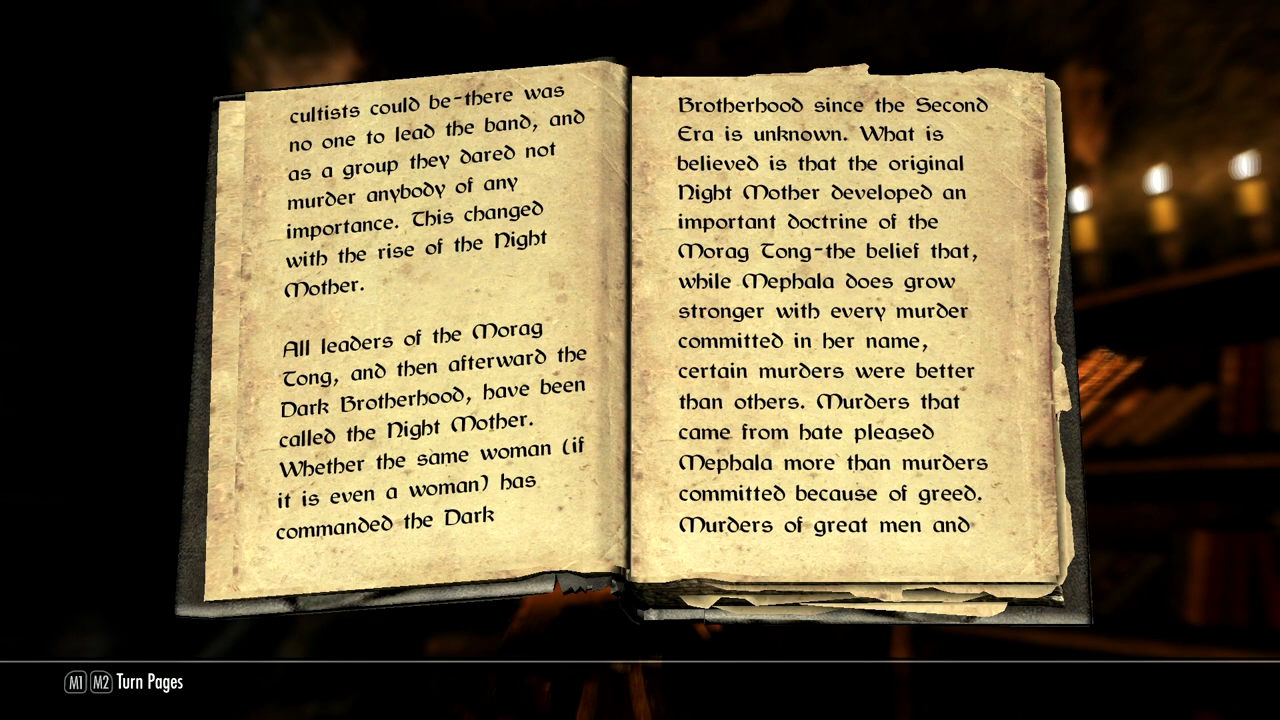 cultists could be-there was
no one to lead the band, and
as a group they dared not
murder anybody of any
importance. This changed
with the rise of the Night
Mother.
All leaders of the Morag
Tong, and then afterward the
Dark Brotherhood, have been
called the Night Mother.
Whether the same woman (if
it is even a woman) has
commanded the Dark
Brotherhood since the Second
Era is unknown. What is
believed is that the original
Night Mother developed an
important doctrine of the
Morag Tong-the belief that,
while Mephala does grow
stronger with every murder
committed in her name,
certain murders were better
than others. Murders that
came from hate pleased
Mephala more than murders
committed because of greed.
Murders of great men and
M1 M2 Turn Pages